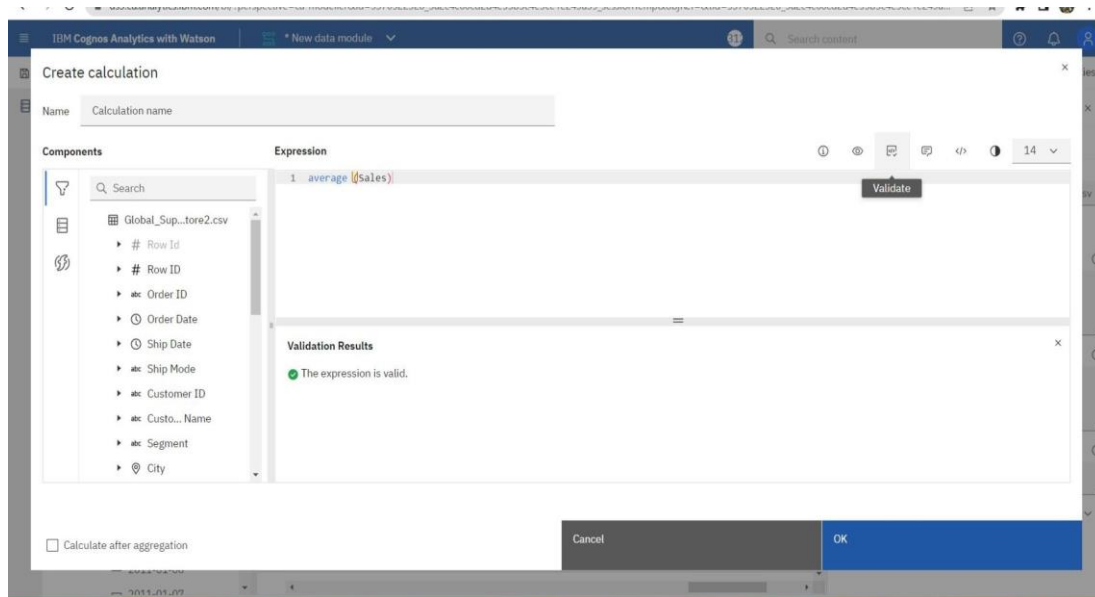 IBM Cognos Analytics with Watson
* New data module
Search content
Create calculation
Name
Calculation name
Components
Expression
14
Search
1 average (Sales)
Validate
Global_Sup...tore2.csv
# Row Id
# Row ID
abc Order ID
Order Date
Ship Date
abc Ship Mode
abc Customer ID
abc Custo... Name
abc Segment
City
Validation Results
The expression is valid.
Calculate after aggregation
Cancel
OK
2011-01-07